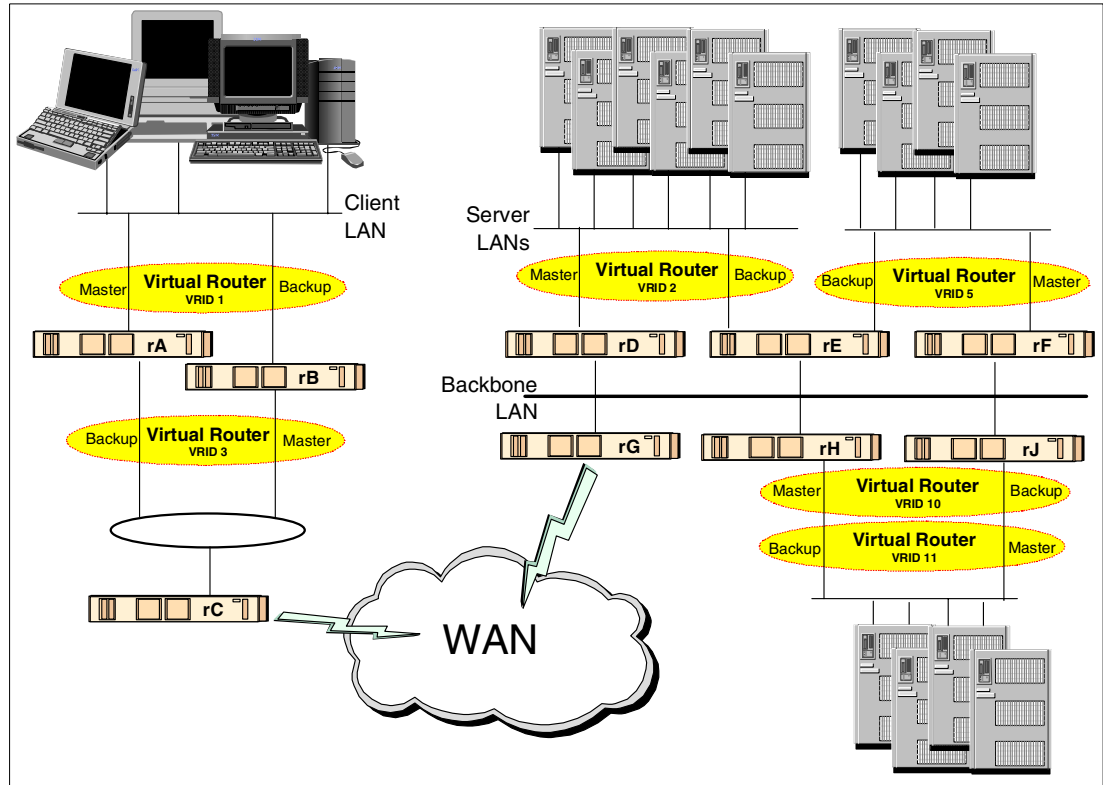 Client
LAN
Master
Virtual Router
VRID 1
Backup
rA
rB
Backup
Virtual Router
VRID 3
Master
rC
WAN
Server
LANs
Master
Virtual Router
VRID 2
Backup
Backup
Virtual Router
VRID 5
Master
rD
rE
rF
Backbone
LAN
rG
rH
rJ
Master
Virtual Router
VRID 10
Backup
Backup
Virtual Router
VRID 11
Master